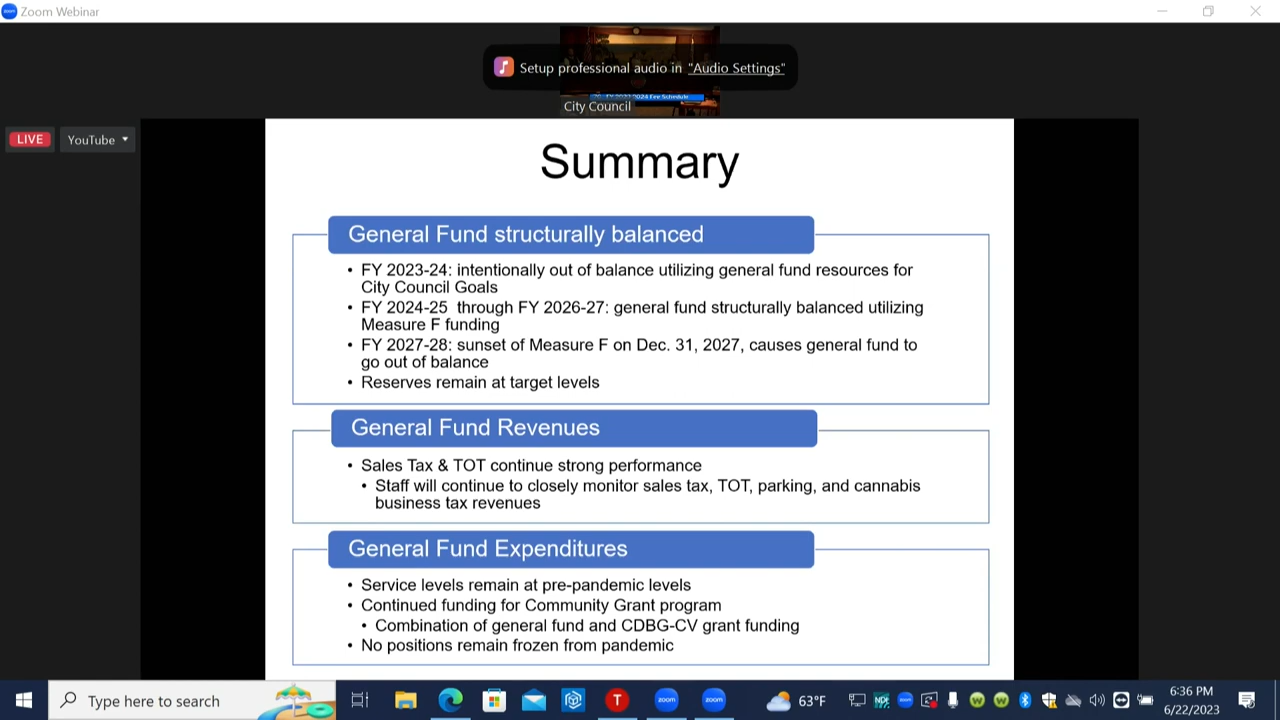 Zoom Webinar
Setup professional audio in "Audio Settings"
2024 Fee Schedule
City Council
LIVE
YouTube
Summary
General Fund structurally balanced
• FY 2023-24: intentionally out of balance utilizing general fund resources for
City Council Goals
• FY 2024-25 through FY 2026-27: general fund structurally balanced utilizing
Measure F funding
• FY 2027-28: sunset of Measure F on Dec. 31, 2027, causes general fund to
go out of balance
• Reserves remain at target levels
General Fund Revenues
• Sales Tax & TOT continue strong performance
• Staff will continue to closely monitor sales tax, TOT, parking, and cannabis
business tax revenues
General Fund Expenditures
• Service levels remain at pre-pandemic levels
• Continued funding for Community Grant program
• Combination of general fund and CDBG-CV grant funding
• No positions remain frozen from pandemic
Type here to search
T
zoom
zoom
63°F
NDI
W
W
6:36 PM
6/22/2023